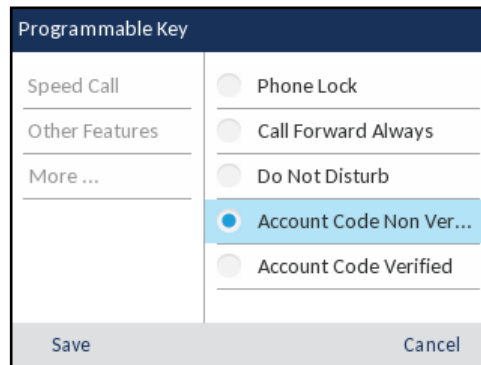 Programmable Key
Speed Call
Other Features
More ...
Phone Lock
Call Forward Always
Do Not Disturb
Account Code Non Ver...
Account Code Verified
Save
Cancel